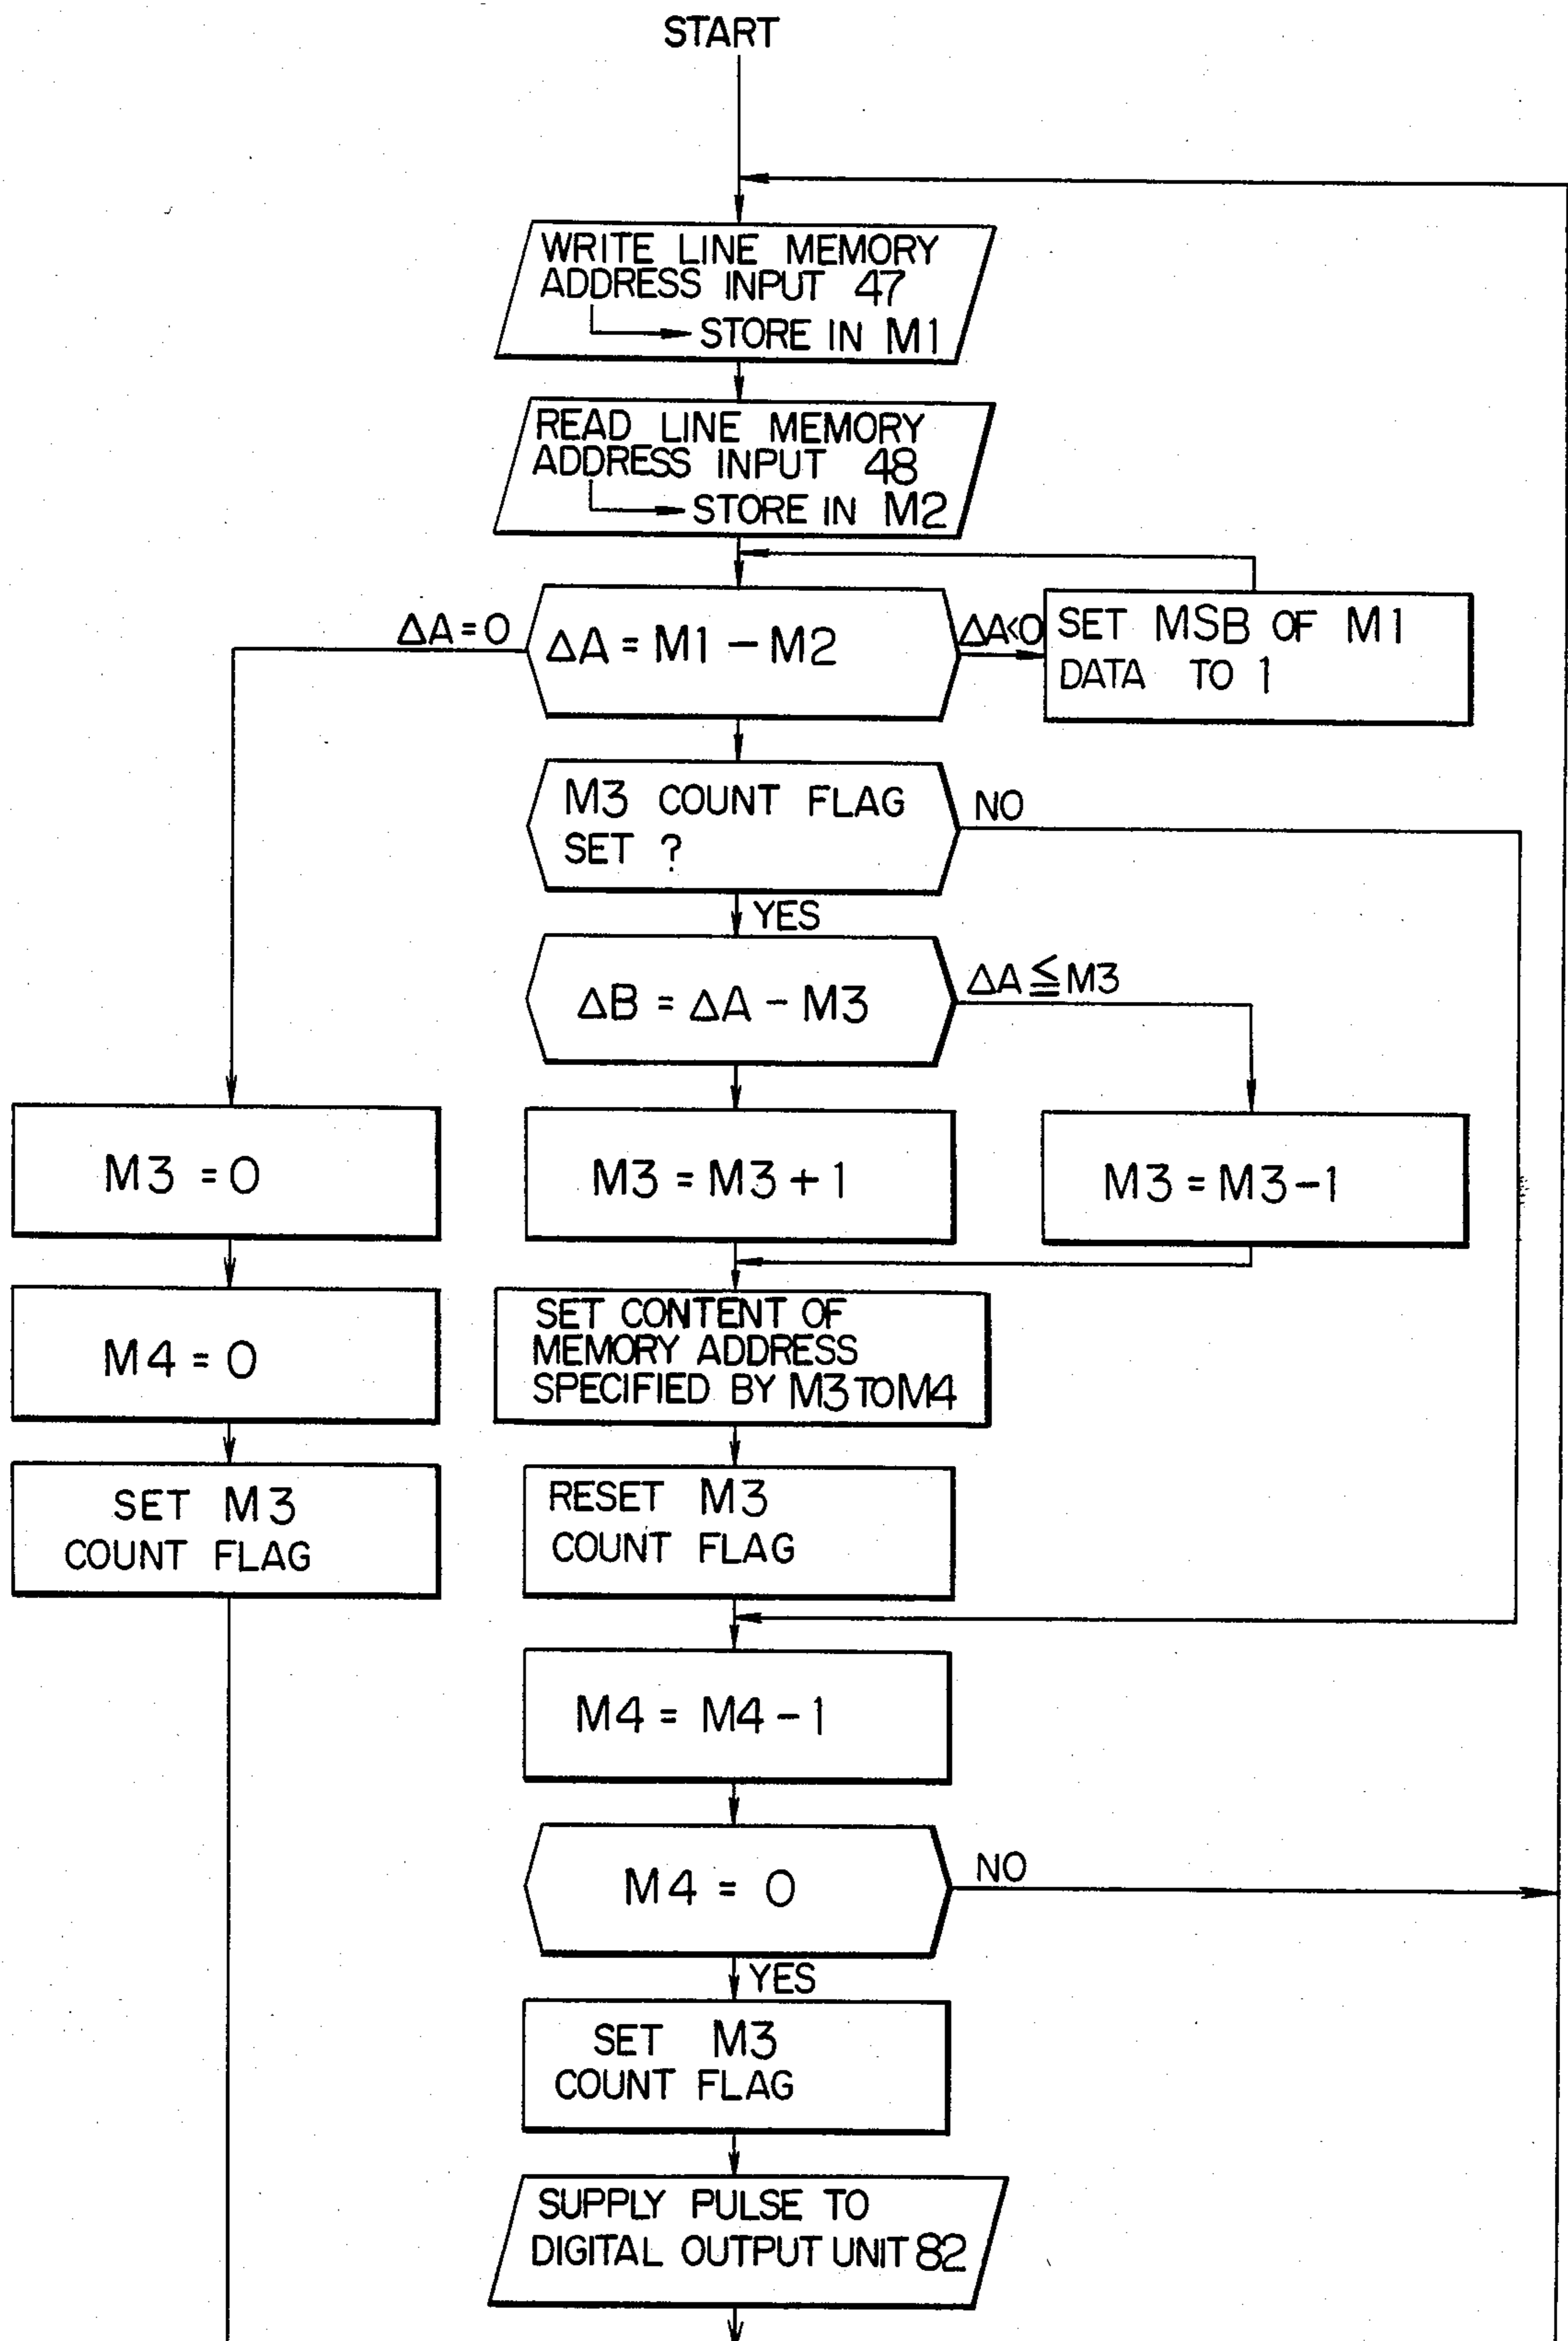 START
WRITE LINE MEMORY
ADDRESS INPUT 47
STORE IN M1
READ LINE MEMORY
ADDRESS INPUT 48
STORE IN M2
ΔA=0
ΔA = M1 − M2
ΔA<0
SET MSB OF M1
DATA TO 1
M3 COUNT FLAG
SET ?
NO
YES
ΔB = ΔA − M3
ΔA ≦ M3
M3 = 0
M3 = M3 + 1
M3 = M3 − 1
M4 = 0
SET CONTENT OF
MEMORY ADDRESS
SPECIFIED BY M3 TO M4
SET M3
COUNT FLAG
RESET M3
COUNT FLAG
M4 = M4 − 1
M4 = 0
NO
YES
SET M3
COUNT FLAG
SUPPLY PULSE TO
DIGITAL OUTPUT UNIT 82